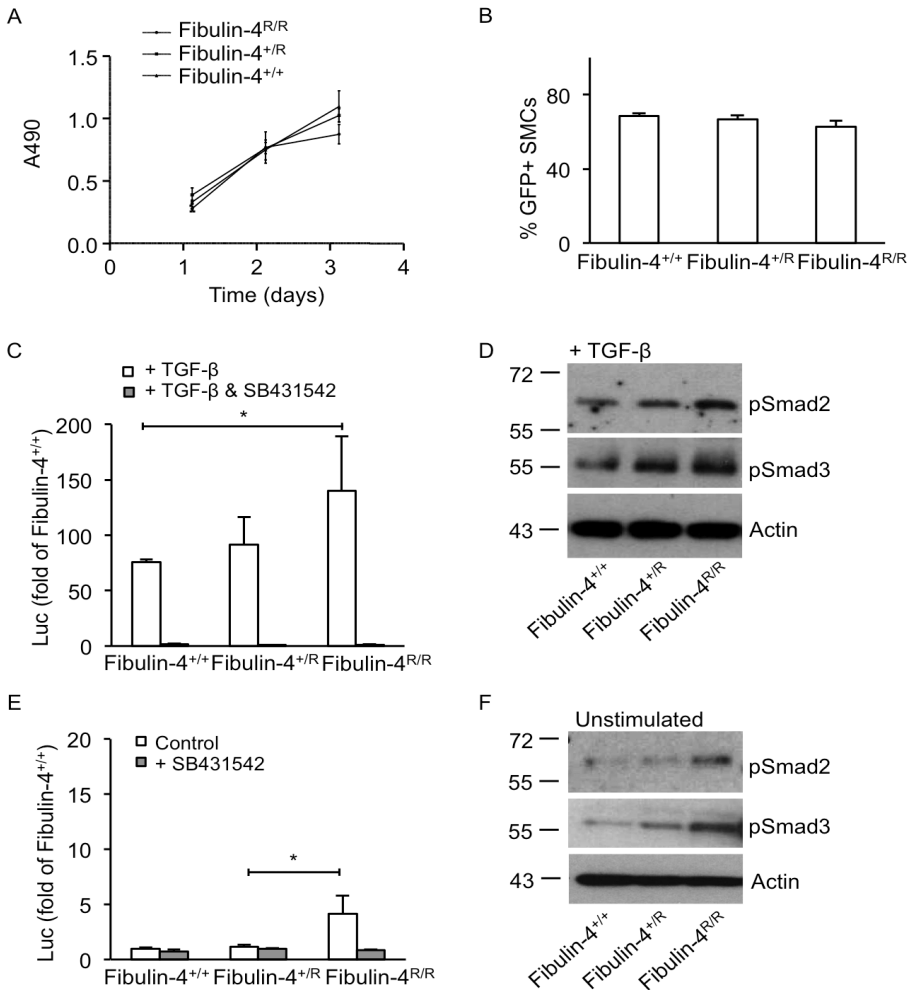 A
Fibulin-4R/R
Fibulin-4+/R
Fibulin-4+/+
1.5
1.0
0.5
0.0
A490
0 1 2 3 4
Time (days)
B
80
40
0
% GFP+ SMCs
Fibulin-4+/+ Fibulin-4+/R Fibulin-4R/R
C
+ TGF-β
+ TGF-β & SB431542
*
200
150
100
50
0
Luc (fold of Fibulin-4+/+)
Fibulin-4+/+ Fibulin-4+/R Fibulin-4R/R
D
+ TGF-β
72
55
pSmad2
55
pSmad3
43
Actin
Fibulin-4+/+
Fibulin-4+/R
Fibulin-4R/R
E
Control
+ SB431542
*
20
15
10
5
0
Luc (fold of Fibulin-4+/+)
Fibulin-4+/+ Fibulin-4+/R Fibulin-4R/R
F
Unstimulated
72
55
pSmad2
55
pSmad3
43
Actin
Fibulin-4+/+
Fibulin-4+/R
Fibulin-4R/R